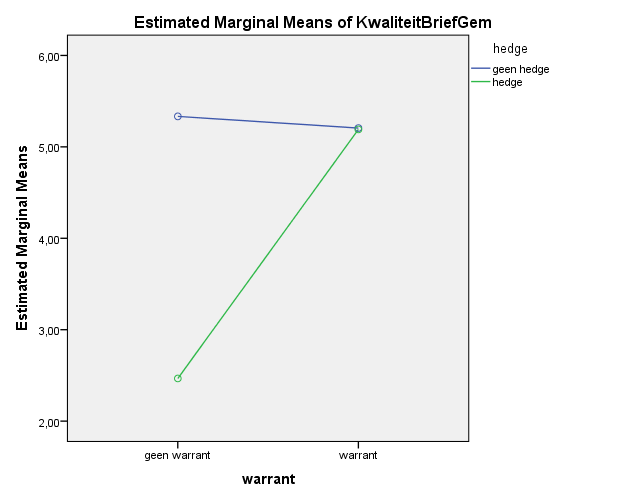 Estimated Marginal Means of KwaliteitBriefGem
hedge
geen hedge
hedge
Estimated Marginal Means
6,00
5,00
4,00
3,00
2,00
geen warrant
warrant
warrant